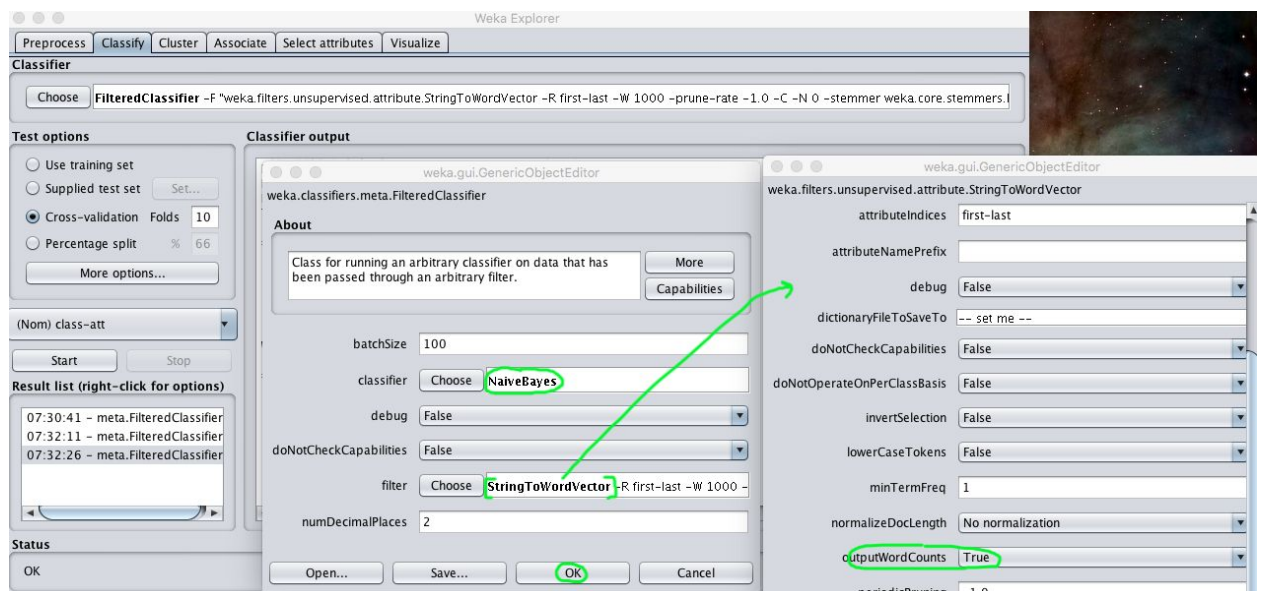 Weka Explorer
Preprocess Classify Cluster Associate Select attributes Visualize
Classifier
Choose FilteredClassifier -F "weka.filters.unsupervised.attribute.StringToWordVector -R first-last -W 1000 -prune-rate -1.0 -C -N 0 -stemmer weka.core.stemmers.
Test options
Use training set
Supplied test set Set...
Cross-validation Folds 10
Percentage split % 66
More options...
(Nom) class-att
Start Stop
Result list (right-click for options)
07:30:41 - meta.FilteredClassifier
07:32:11 - meta.FilteredClassifier
07:32:26 - meta.FilteredClassifier
Status
OK
Classifier output
weka.gui.GenericObjectEditor
weka.classifiers.meta.FilteredClassifier
About
Class for running an arbitrary classifier on data that has
been passed through an arbitrary filter.
More
Capabilities
batchSize 100
classifier Choose NaiveBayes
debug False
doNotCheckCapabilities False
filter Choose StringToWordVector -R first-last -W 1000 -
numDecimalPlaces 2
Open... Save... OK Cancel
weka.gui.GenericObjectEditor
weka.filters.unsupervised.attribute.StringToWordVector
attributeIndices first-last
attributeNamePrefix
debug False
dictionaryFileToSaveTo -- set me --
doNotCheckCapabilities False
doNotOperateOnPerClassBasis False
invertSelection False
lowerCaseTokens False
minTermFreq 1
normalizeDocLength No normalization
outputWordCounts True